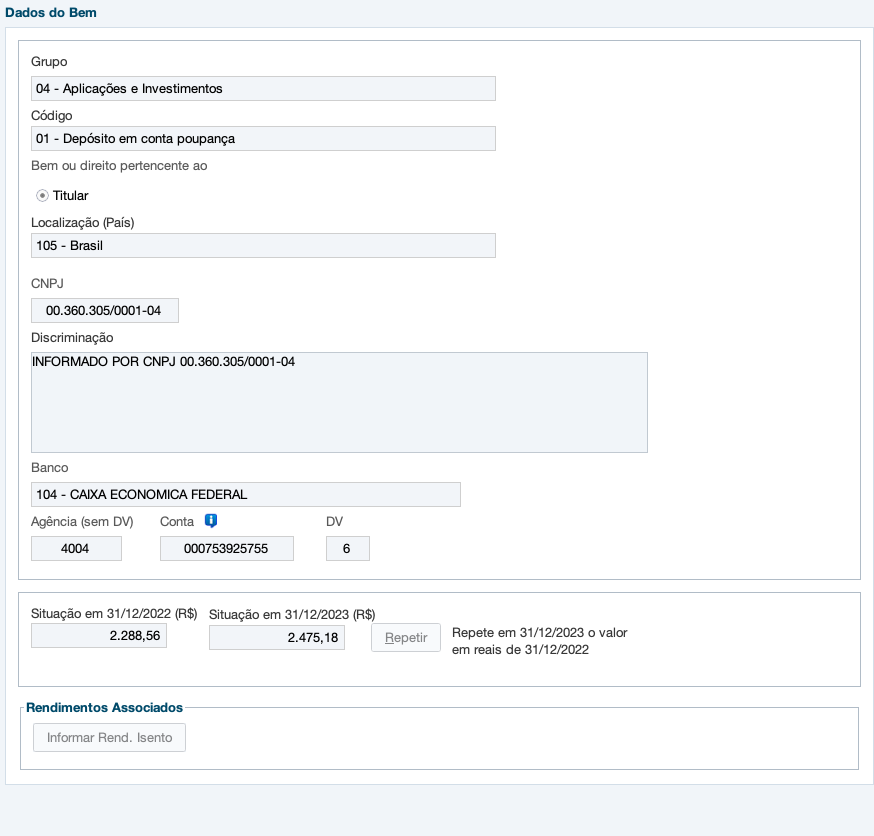 Dados do Bem
Grupo
04 - Aplicações e Investimentos
Código
01 - Depósito em conta poupança
Bem ou direito pertencente ao
Titular
Localização (País)
105 - Brasil
CNPJ
00.360.305/0001-04
Discriminação
INFORMADO POR CNPJ 00.360.305/0001-04
Banco
104 - CAIXA ECONOMICA FEDERAL
Agência (sem DV) Conta DV
4004 000753925755 6
Situação em 31/12/2022 (R$) Situação em 31/12/2023 (R$)
2.288,56 2.475,18 Repetir Repete em 31/12/2023 o valor
em reais de 31/12/2022
Rendimentos Associados
Informar Rend. Isento